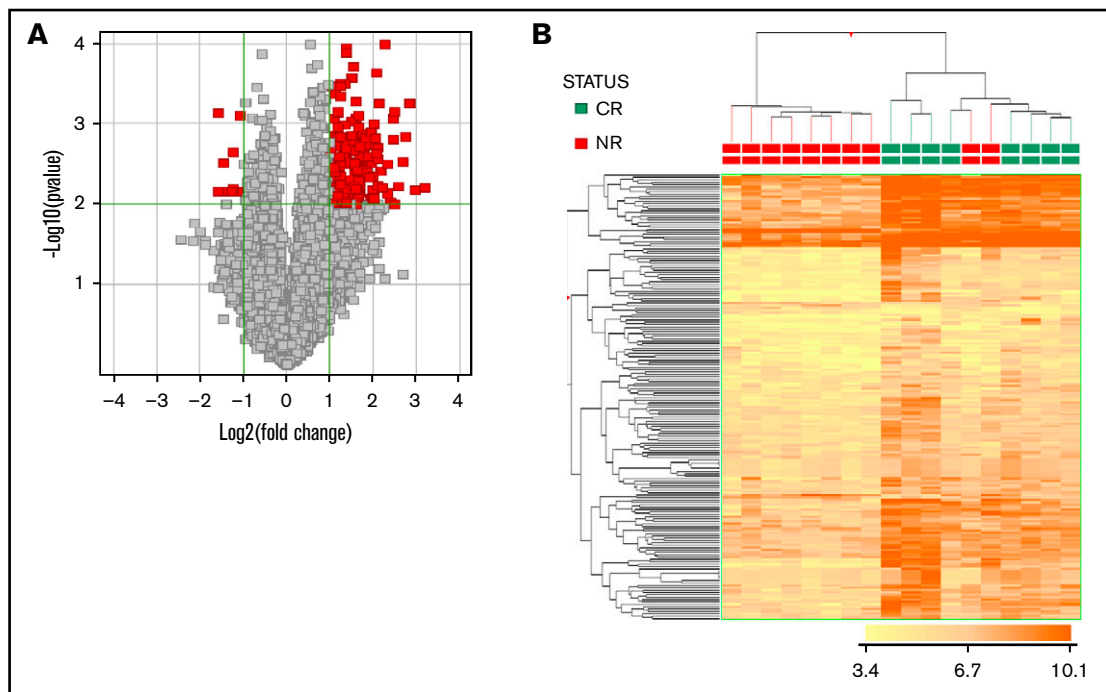 A
4
3
2
1
-Log10(pvalue)
−4 −3 −2 −1 0 1 2 3 4
Log2(fold change)
B
STATUS
CR
NR
3.4 6.7 10.1